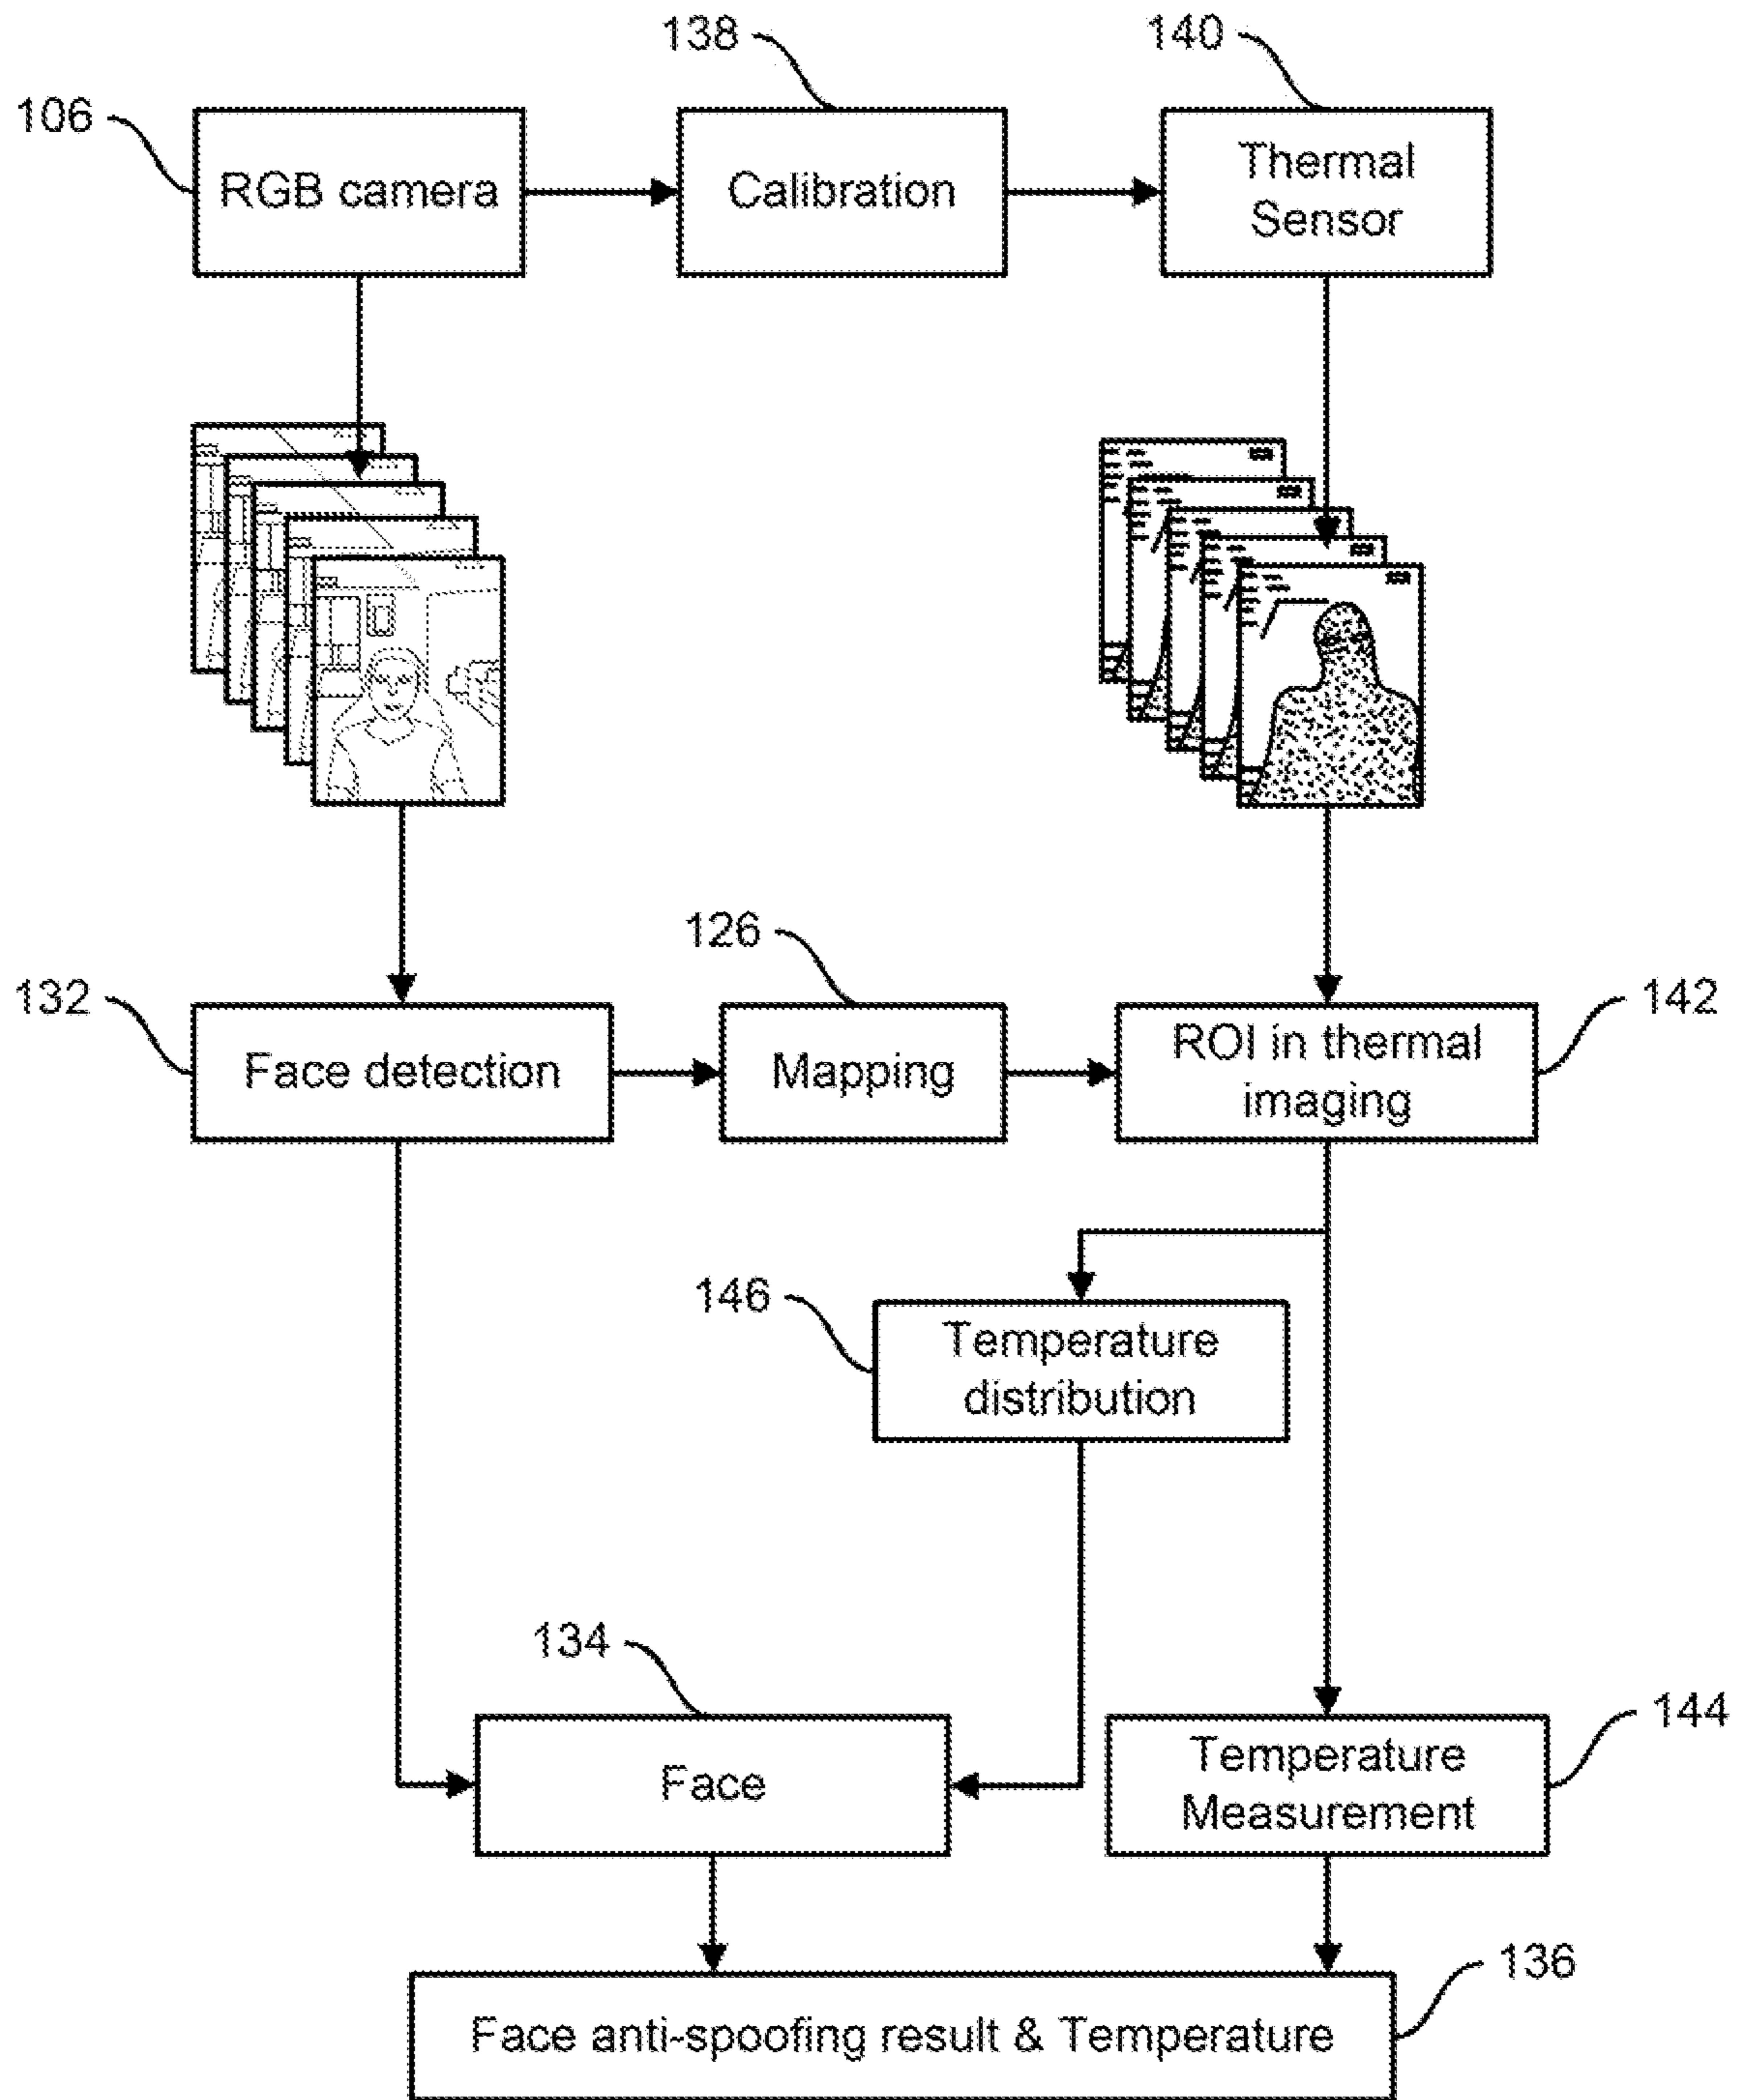 138
140
106
RGB camera
Calibration
Thermal
Sensor
126
132
142
Face detection
Mapping
ROI in thermal
imaging
146
Temperature
distribution
134
144
Face
Temperature
Measurement
136
Face anti-spoofing result & Temperature